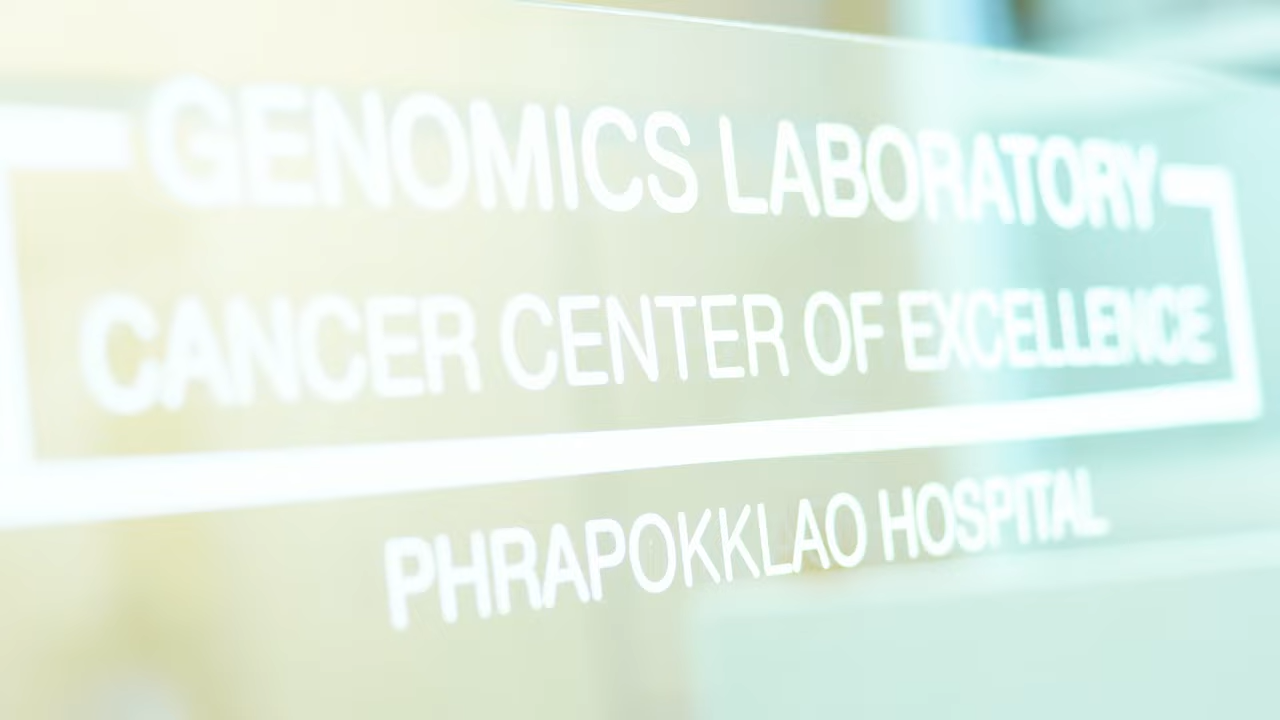 GENOMICS LABORATORY
CANCER CENTER OF EXCELLENCE
PHRAPOKKLAO HOSPITAL